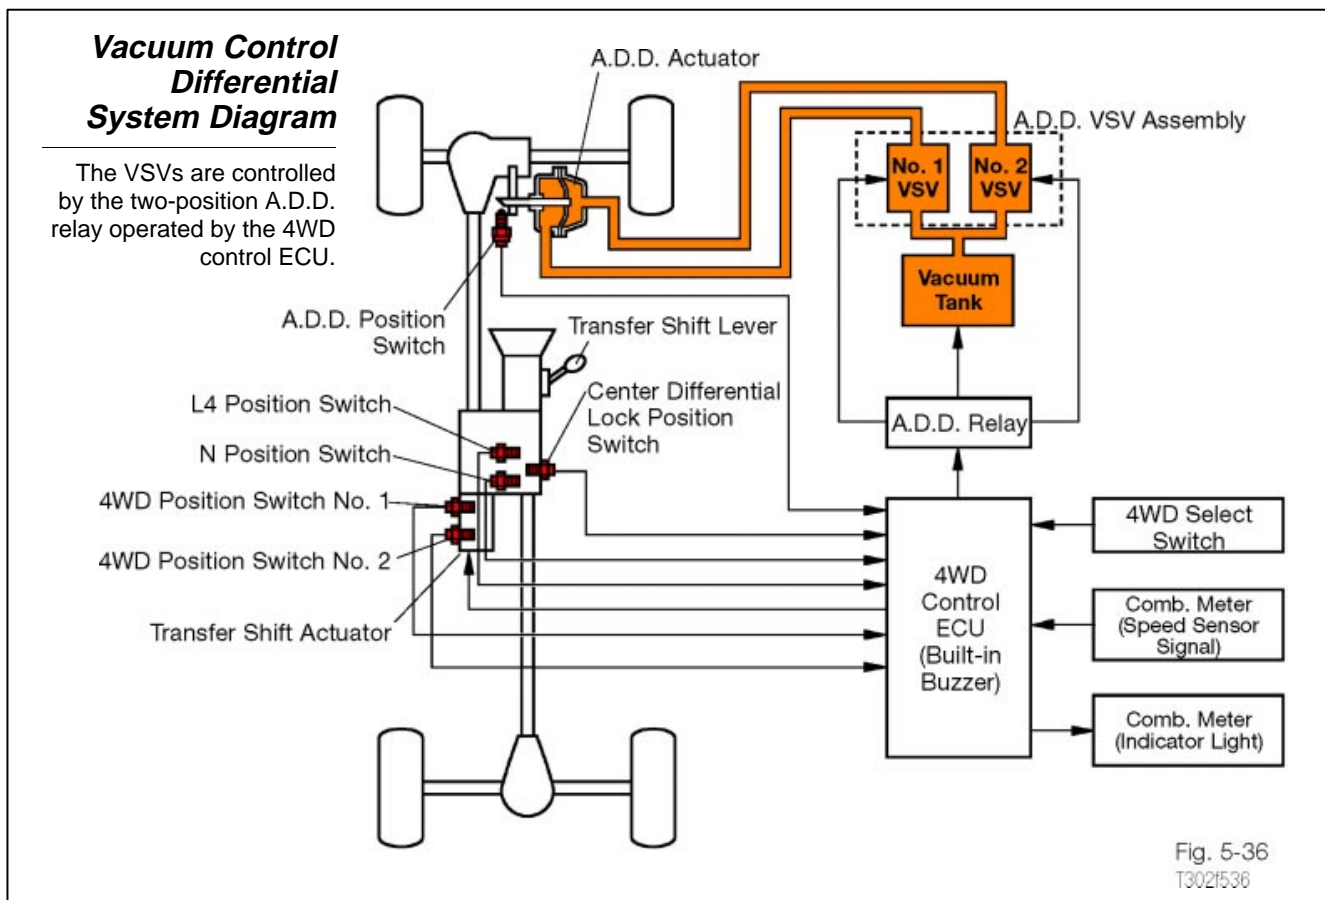 Vacuum Control
Differential
System Diagram
The VSVs are controlled
by the two-position A.D.D.
relay operated by the 4WD
control ECU.
A.D.D. Actuator
A.D.D. VSV Assembly
No. 1
VSV
No. 2
VSV
Vacuum
Tank
A.D.D. Position
Switch
Transfer Shift Lever
L4 Position Switch
Center Differential
Lock Position
Switch
A.D.D. Relay
N Position Switch
4WD Position Switch No. 1
4WD Position Switch No. 2
Transfer Shift Actuator
4WD
Control
ECU
(Built-in
Buzzer)
4WD Select
Switch
Comb. Meter
(Speed Sensor
Signal)
Comb. Meter
(Indicator Light)
Fig. 5-36
T302f536